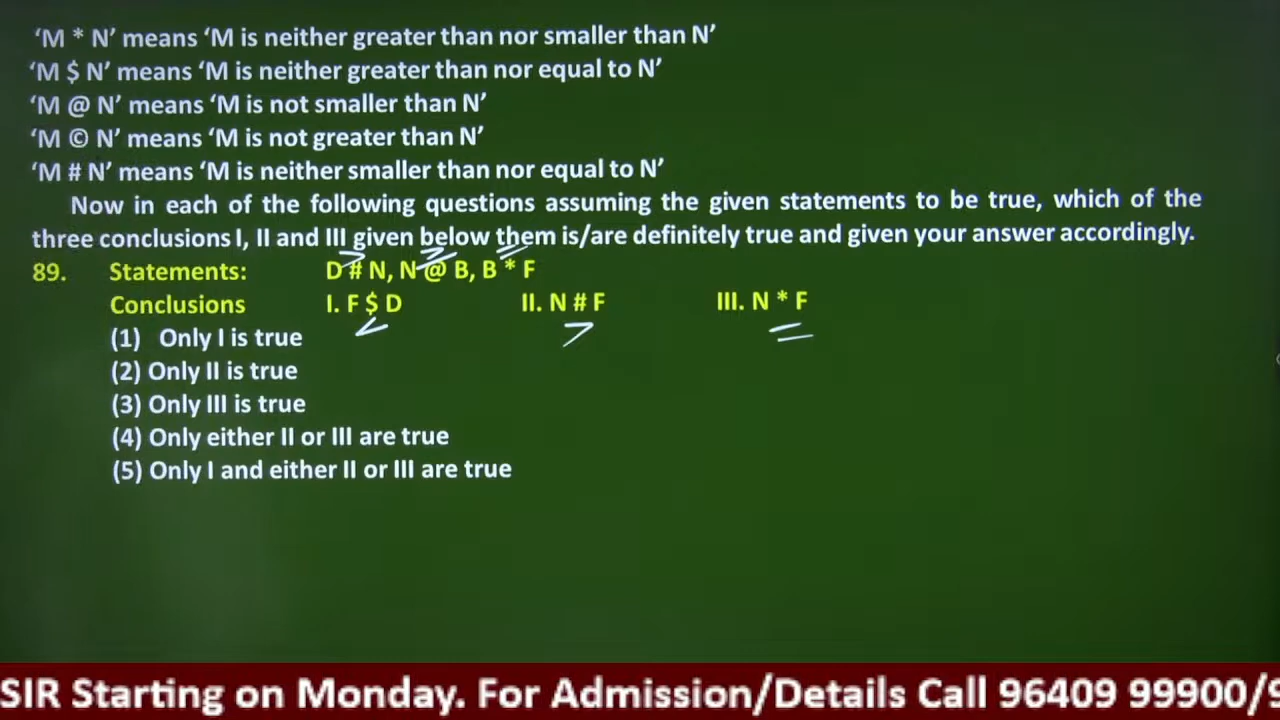 ‘M * N’ means ‘M is neither greater than nor smaller than N’
‘M $ N’ means ‘M is neither greater than nor equal to N’
‘M @ N’ means ‘M is not smaller than N’
‘M © N’ means ‘M is not greater than N’
‘M # N’ means ‘M is neither smaller than nor equal to N’
Now in each of the following questions assuming the given statements to be true, which of the
three conclusions I, II and III given below them is/are definitely true and given your answer accordingly.
89. Statements: D # N, N @ B, B * F
Conclusions I. F $ D II. N # F III. N * F
< > =
(1) Only I is true
(2) Only II is true
(3) Only III is true
(4) Only either II or III are true
(5) Only I and either II or III are true
SIR Starting on Monday. For Admission/Details Call 96409 99900/9